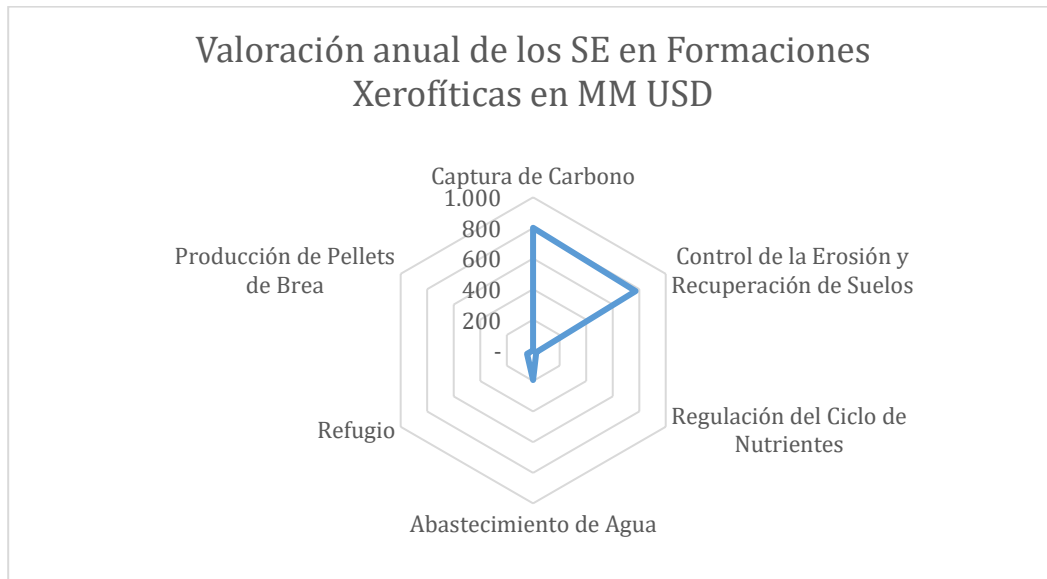 Valoración anual de los SE en Formaciones
Xerofíticas en MM USD
Captura de Carbono
1.000
800
600
400
200
-
Control de la Erosión y
Recuperación de Suelos
Regulación del Ciclo de
Nutrientes
Abastecimiento de Agua
Refugio
Producción de Pellets
de Brea